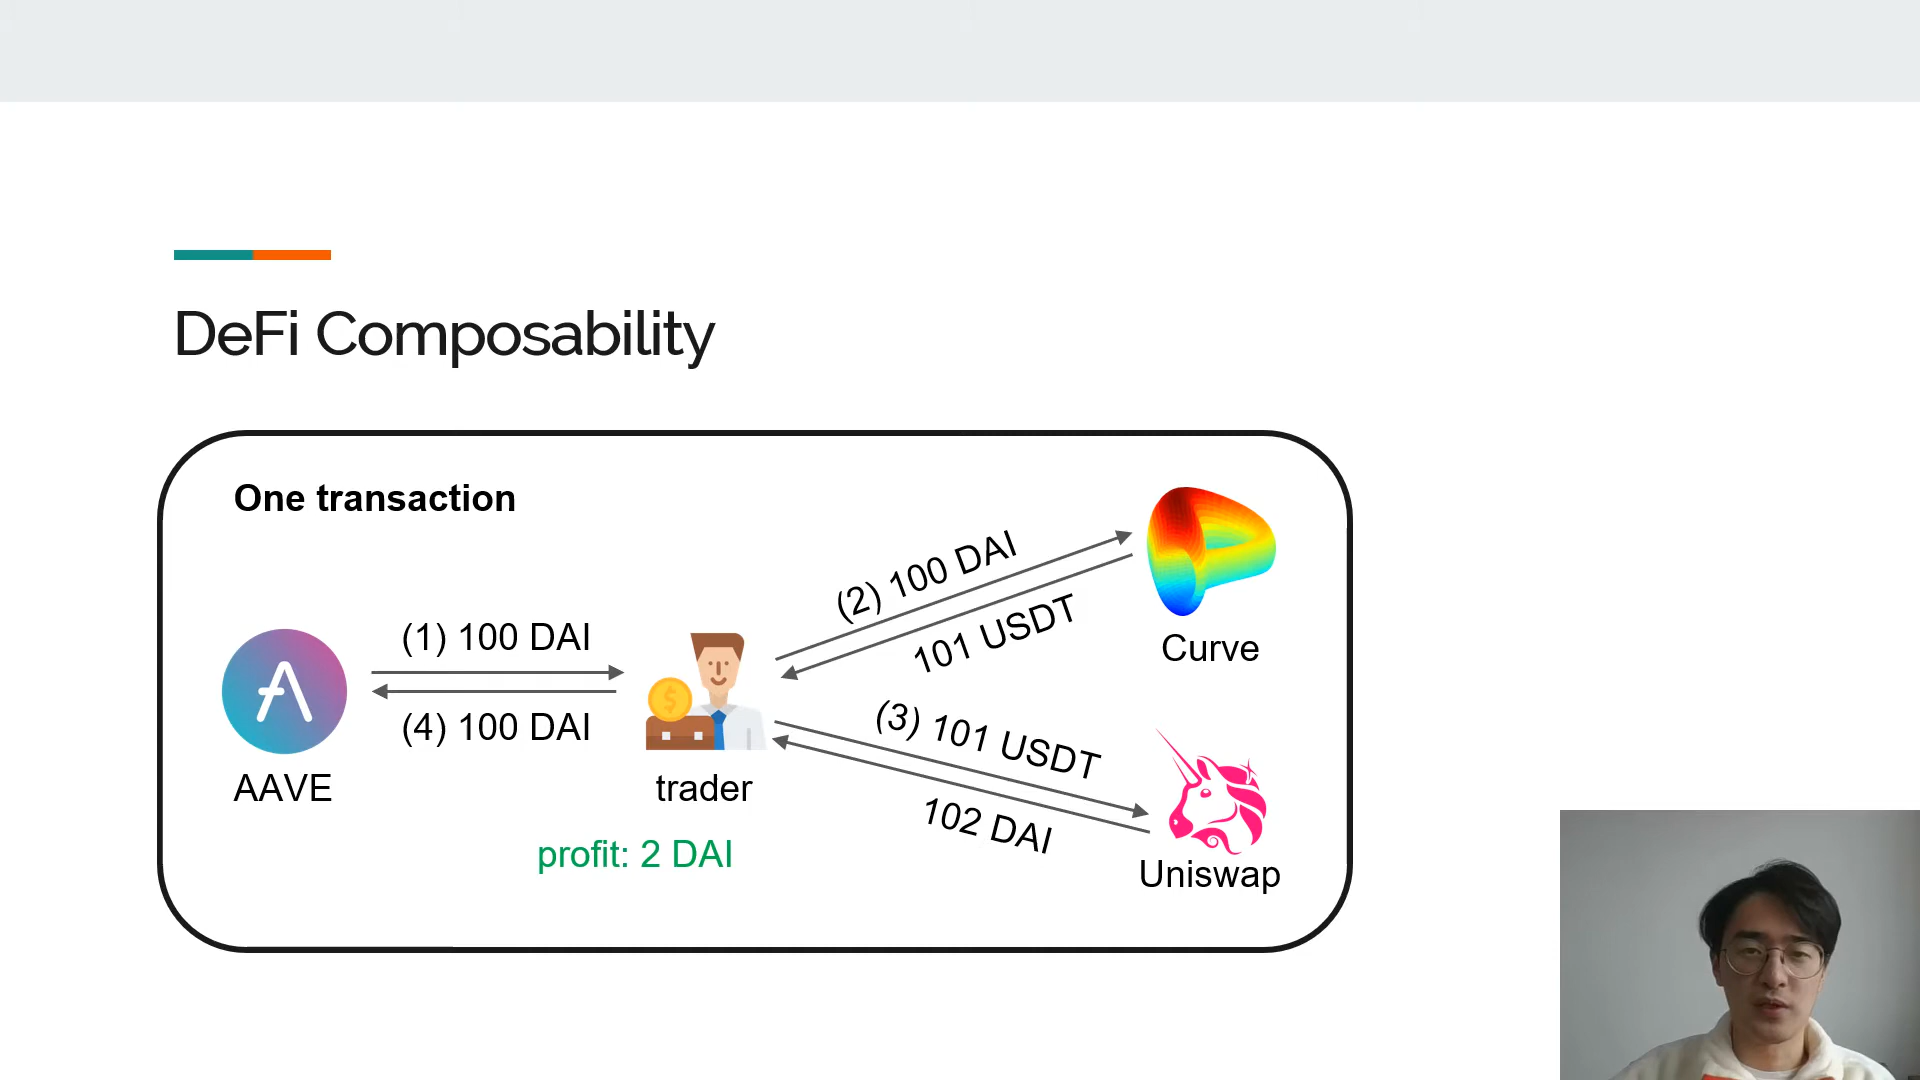 DeFi Composability
One transaction
(2) 100 DAI
101 USDT
Curve
(1) 100 DAI
(4) 100 DAI
AAVE
trader
(3) 101 USDT
102 DAI
Uniswap
profit: 2 DAI